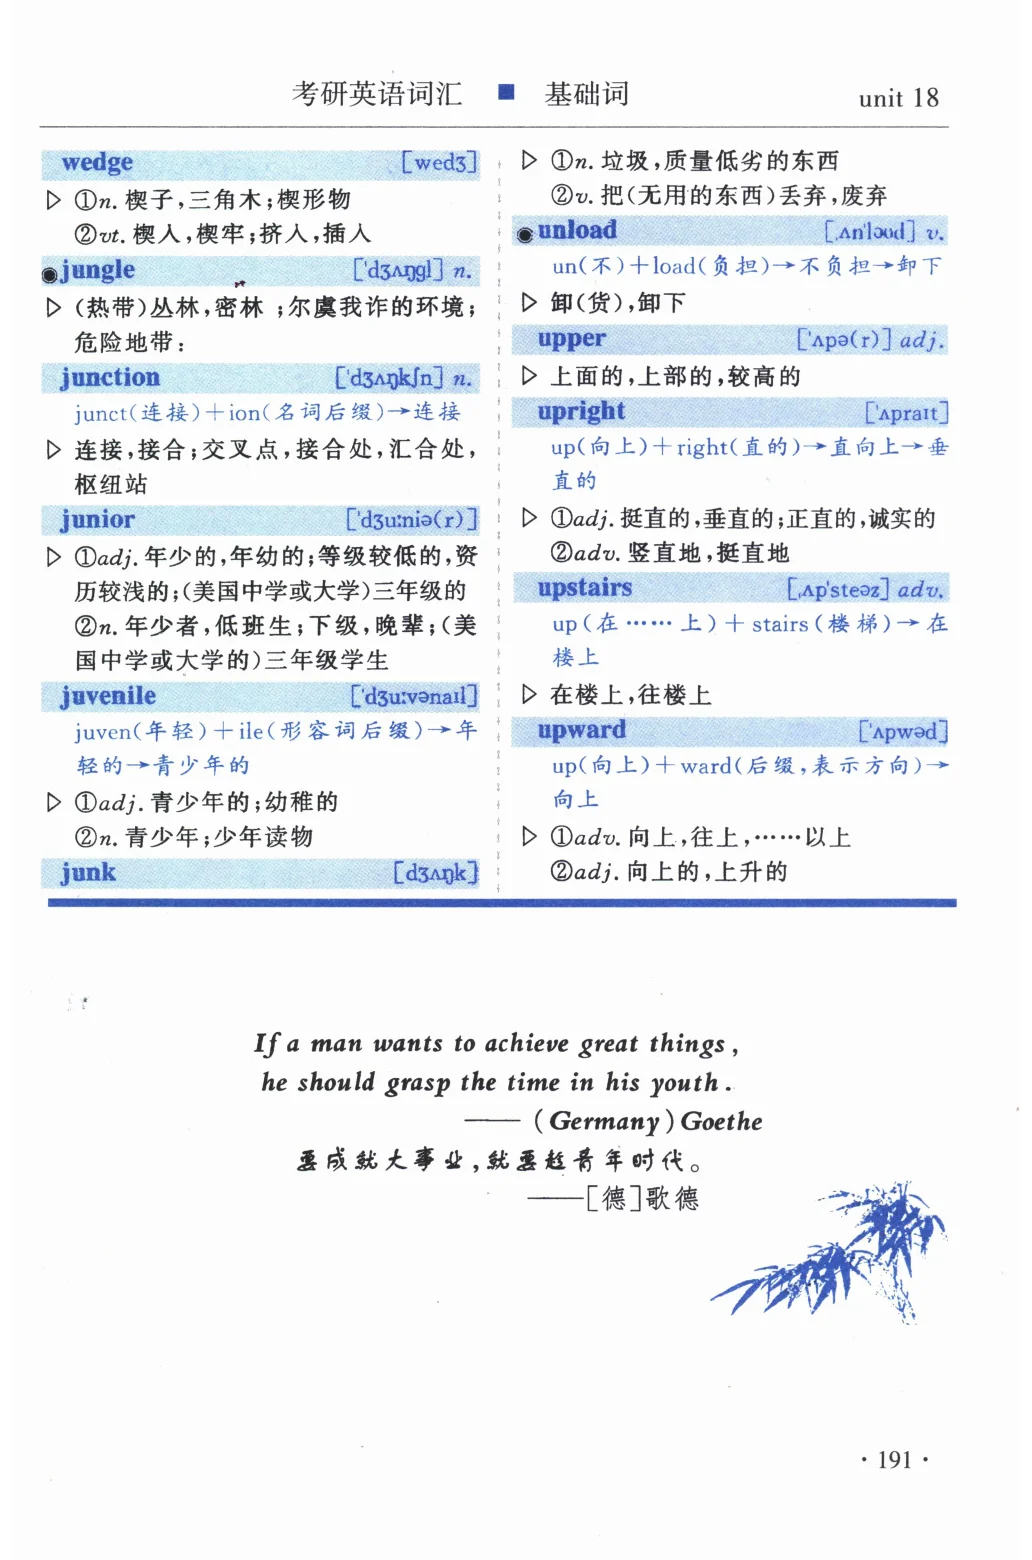 考研英语词汇 ■ 基础词 unit 18
wedge [wedʒ]
▷ ①n. 楔子,三角木;楔形物
②vt. 楔入,楔牢;挤入,插入
jungle ['dʒʌŋgl] n.
▷ (热带)丛林,密林 ;尔虞我诈的环境;
危险地带:
junction ['dʒʌŋkʃn] n.
junct(连接)+ion(名词后缀)→连接
▷ 连接,接合;交叉点,接合处,汇合处,
枢纽站
junior ['dʒuːniə(r)]
▷ ①adj. 年少的,年幼的;等级较低的,资
历较浅的;(美国中学或大学)三年级的
②n. 年少者,低班生;下级,晚辈;(美
国中学或大学的)三年级学生
juvenile ['dʒuːvənaɪl]
juven(年轻)+ile(形容词后缀)→年
轻的→青少年的
▷ ①adj. 青少年的;幼稚的
②n. 青少年;少年读物
junk [dʒʌŋk]
▷ ①n. 垃圾,质量低劣的东西
②v. 把(无用的东西)丢弃,废弃
unload [ˌʌn'ləʊd] v.
un(不)+load(负担)→不负担→卸下
▷ 卸(货),卸下
upper ['ʌpə(r)] adj.
▷ 上面的,上部的,较高的
upright ['ʌpraɪt]
up(向上)+right(直的)→直向上→垂
直的
▷ ①adj. 挺直的,垂直的;正直的,诚实的
②adv. 竖直地,挺直地
upstairs [ˌʌp'steəz] adv.
up(在……上)+stairs(楼梯)→在
楼上
▷ 在楼上,往楼上
upward ['ʌpwəd]
up(向上)+ward(后缀,表示方向)→
向上
▷ ①adv. 向上,往上,……以上
②adj. 向上的,上升的
If a man wants to achieve great things,
he should grasp the time in his youth.
——(Germany)Goethe
要成就大事业,就要趁青年时代。
——[德]歌德
·191·